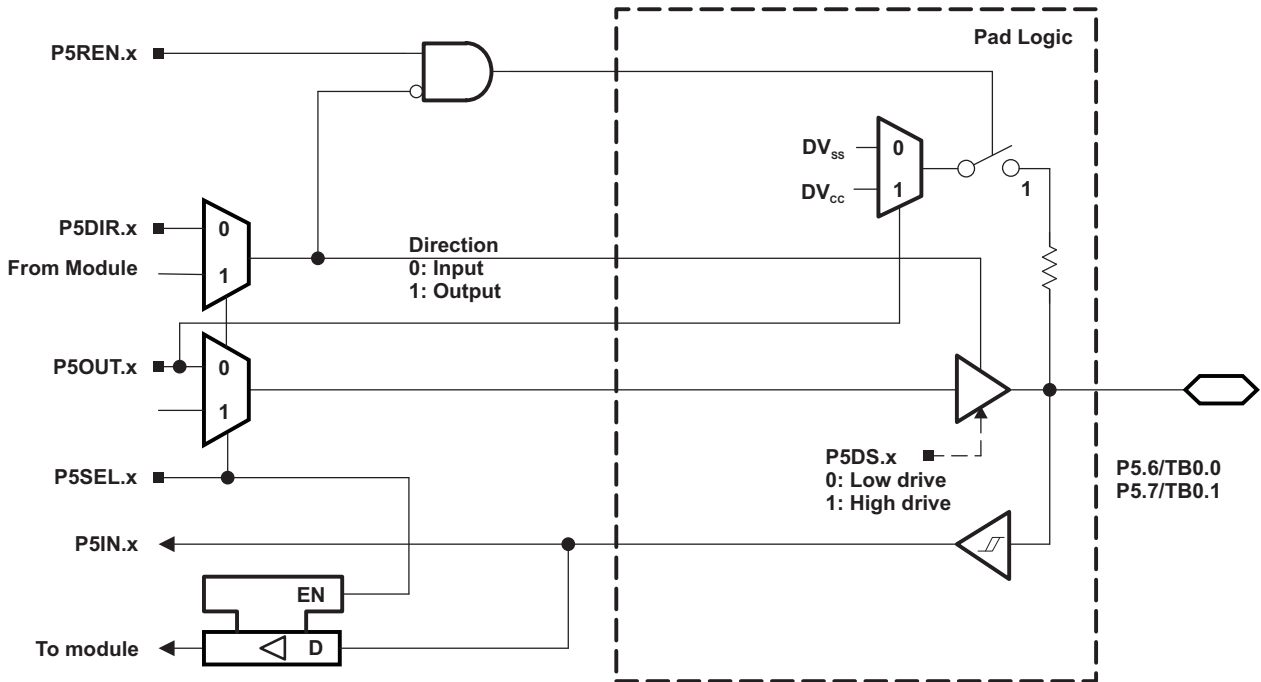 Pad Logic
P5REN.x
DVss
0
DVcc
1
1
P5DIR.x
0
From Module
1
Direction
0: Input
1: Output
P5OUT.x
0
1
P5DS.x
0: Low drive
1: High drive
P5.6/TB0.0
P5.7/TB0.1
P5SEL.x
P5IN.x
EN
To module
D